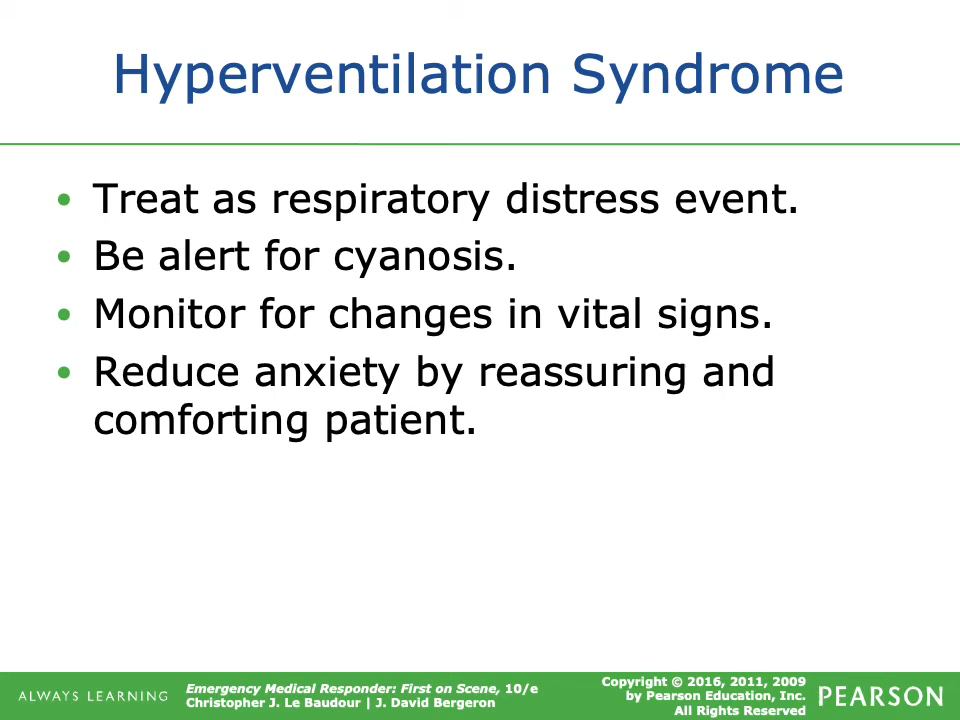 Hyperventilation Syndrome
• Treat as respiratory distress event.
• Be alert for cyanosis.
• Monitor for changes in vital signs.
• Reduce anxiety by reassuring and
comforting patient.
ALWAYS LEARNING
Emergency Medical Responder: First on Scene, 10/e
Christopher J. Le Baudour | J. David Bergeron
Copyright © 2016, 2011, 2009
by Pearson Education, Inc.
All Rights Reserved
PEARSON